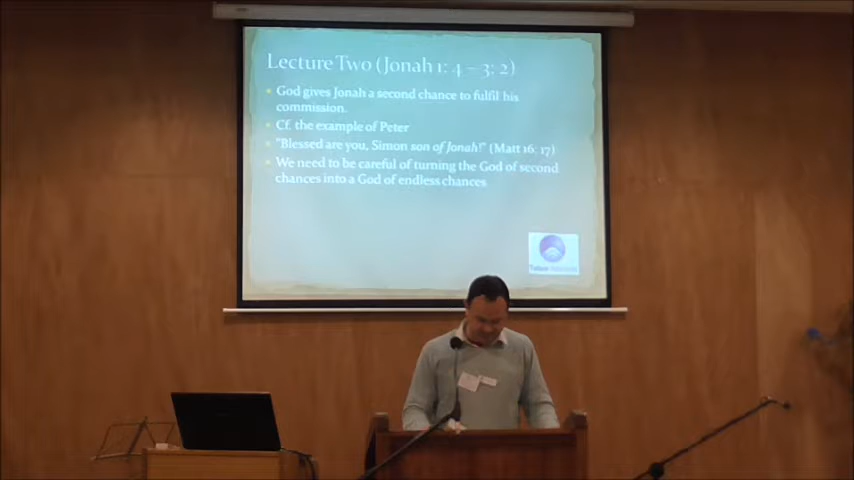 Lecture Two (Jonah 1: 4 – 3: 2)
God gives Jonah a second chance to fulfil his
commission.
Cf. the example of Peter
"Blessed are you, Simon son of Jonah!" (Matt 16: 17)
We need to be careful of turning the God of second
chances into a God of endless chances